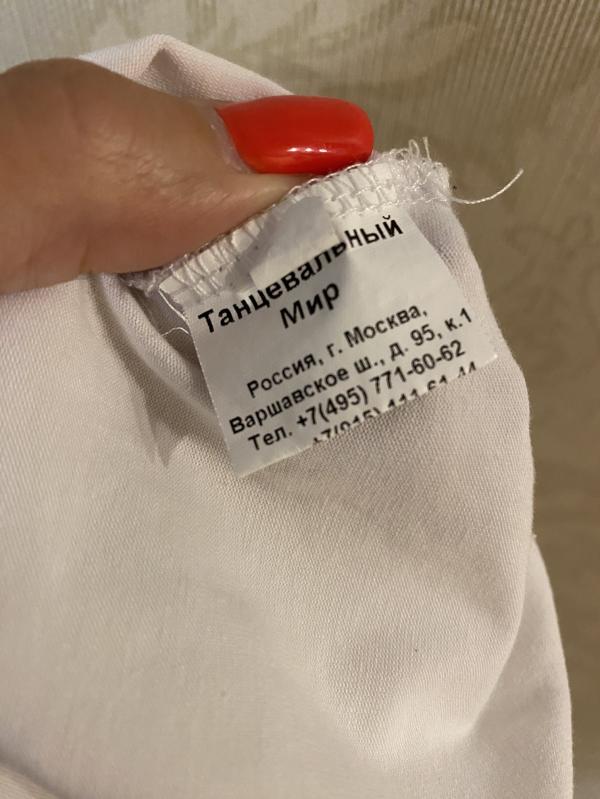 Танцевальный
Мир
Россия, г. Москва,
Варшавское ш., д. 95, к.1
Тел. +7(495) 771-60-62